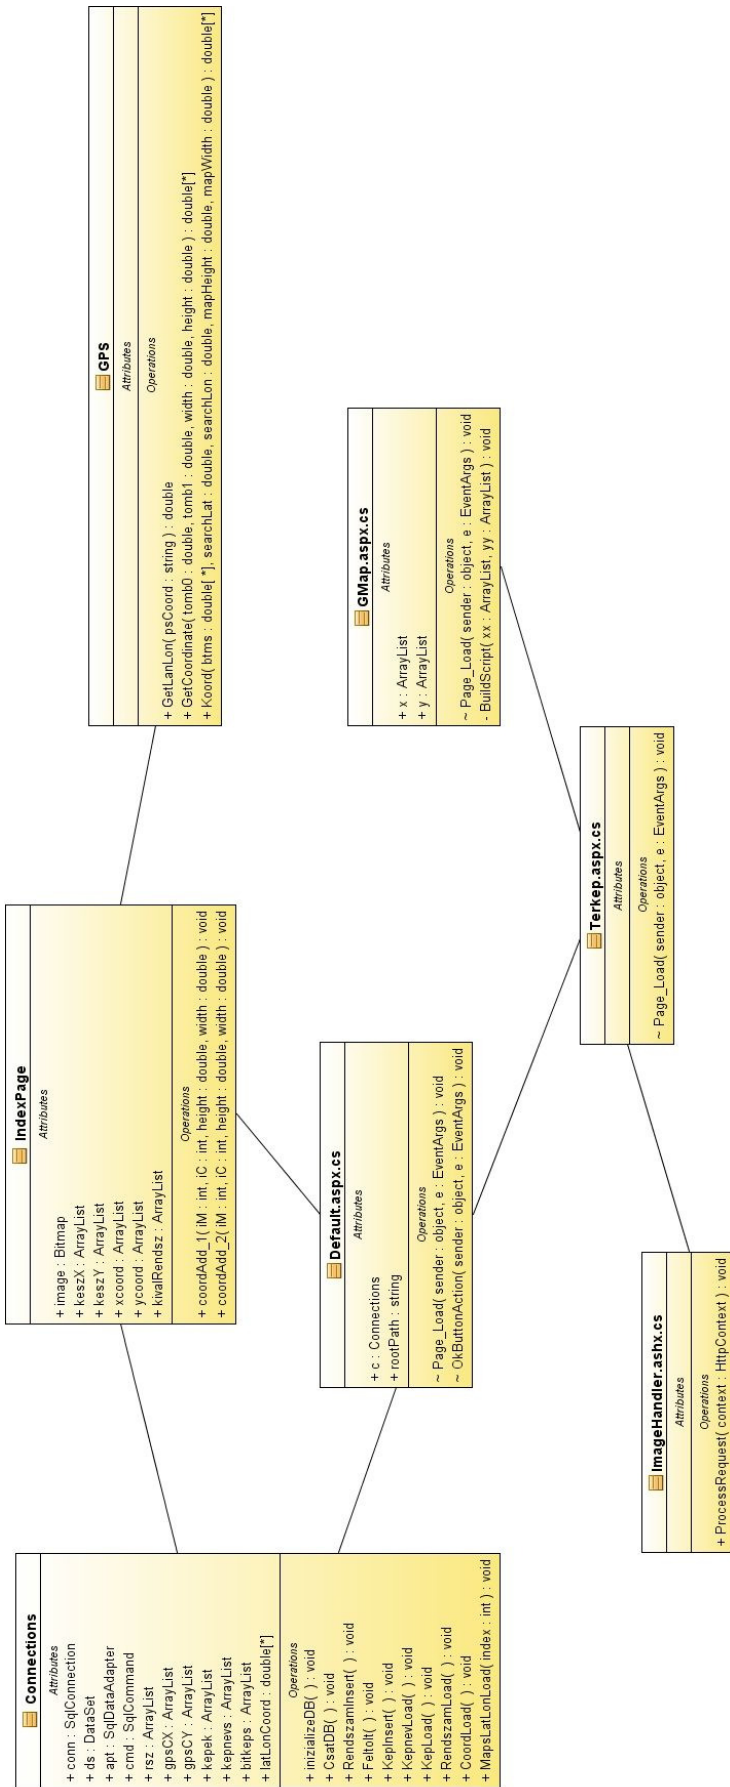 Connections
Attributes
+ conn : SqlConnection
+ ds : DataSet
+ apt : SqlDataAdapter
+ cmd : SqlCommand
+ rsz : ArrayList
+ gpsCX : ArrayList
+ gpsCY : ArrayList
+ kepek : ArrayList
+ kepnevs : ArrayList
+ bitkeps : ArrayList
+ latLonCoord : double[*]
Operations
+ inizializeDB( ) : void
+ CsatDB( ) : void
+ RendszamInsert( ) : void
+ Feltolt( ) : void
+ KepInsert( ) : void
+ KepnevLoad( ) : void
+ KepLoad( ) : void
+ RendszamLoad( ) : void
+ CoordLoad( ) : void
+ MapsLatLonLoad( index : int ) : void
IndexPage
Attributes
+ image : Bitmap
+ keszX : ArrayList
+ keszY : ArrayList
+ xcoord : ArrayList
+ ycoord : ArrayList
+ kivalRendsz : ArrayList
Operations
+ coordAdd_1( iM : int, iC : int, height : double, width : double ) : void
+ coordAdd_2( iM : int, iC : int, height : double, width : double ) : void
GPS
Attributes
Operations
+ GetLanLon( psCoord : string ) : double
+ GetCoordinate( tomb0 : double, tomb1 : double, width : double, height : double ) : double[*]
+ Koord( btms : double[ *], searchLat : double, searchLon : double, mapHeight : double, mapWidth : double ) : double[*]
Default.aspx.cs
Attributes
+ c : Connections
+ rootPath : string
Operations
~ Page_Load( sender : object, e : EventArgs ) : void
~ OkButtonAction( sender : object, e : EventArgs ) : void
GMap.aspx.cs
Attributes
+ x : ArrayList
+ y : ArrayList
Operations
~ Page_Load( sender : object, e : EventArgs ) : void
- BuildScript( xx : ArrayList, yy : ArrayList ) : void
Terkep.aspx.cs
Attributes
Operations
~ Page_Load( sender : object, e : EventArgs ) : void
ImageHandler.ashx.cs
Attributes
Operations
+ ProcessRequest( context : HttpContext ) : void